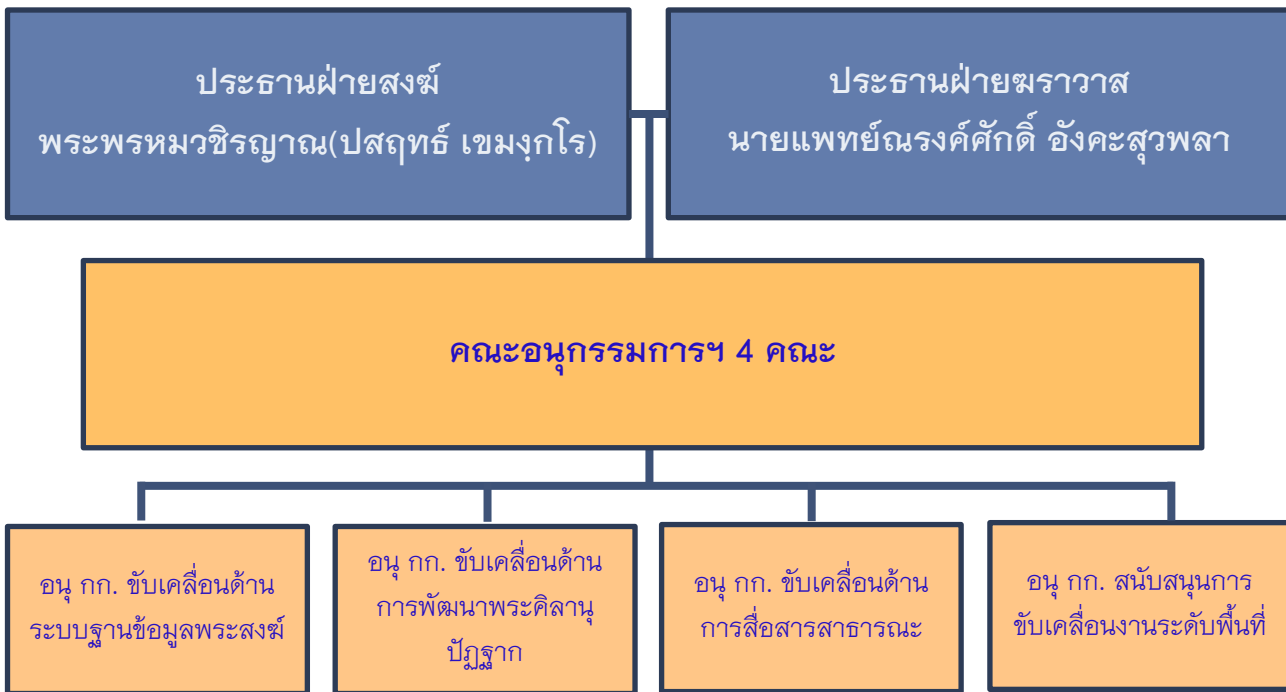 ประธานฝ่ายสงฆ์
พระพรหมวชิรญาณ(ปสฤทธ์ เขมงฺกโร)
ประธานฝ่ายฆราวาส
นายแพทย์ณรงค์ศักดิ์ อังคะสุวพลา
คณะอนุกรรมการฯ 4 คณะ
อนุ กก. ขับเคลื่อนด้าน
ระบบฐานข้อมูลพระสงฆ์
อนุ กก. ขับเคลื่อนด้าน
การพัฒนาพระคิลานุ
ปัฏฐาก
อนุ กก. ขับเคลื่อนด้าน
การสื่อสารสาธารณะ
อนุ กก. สนับสนุนการ
ขับเคลื่อนงานระดับพื้นที่